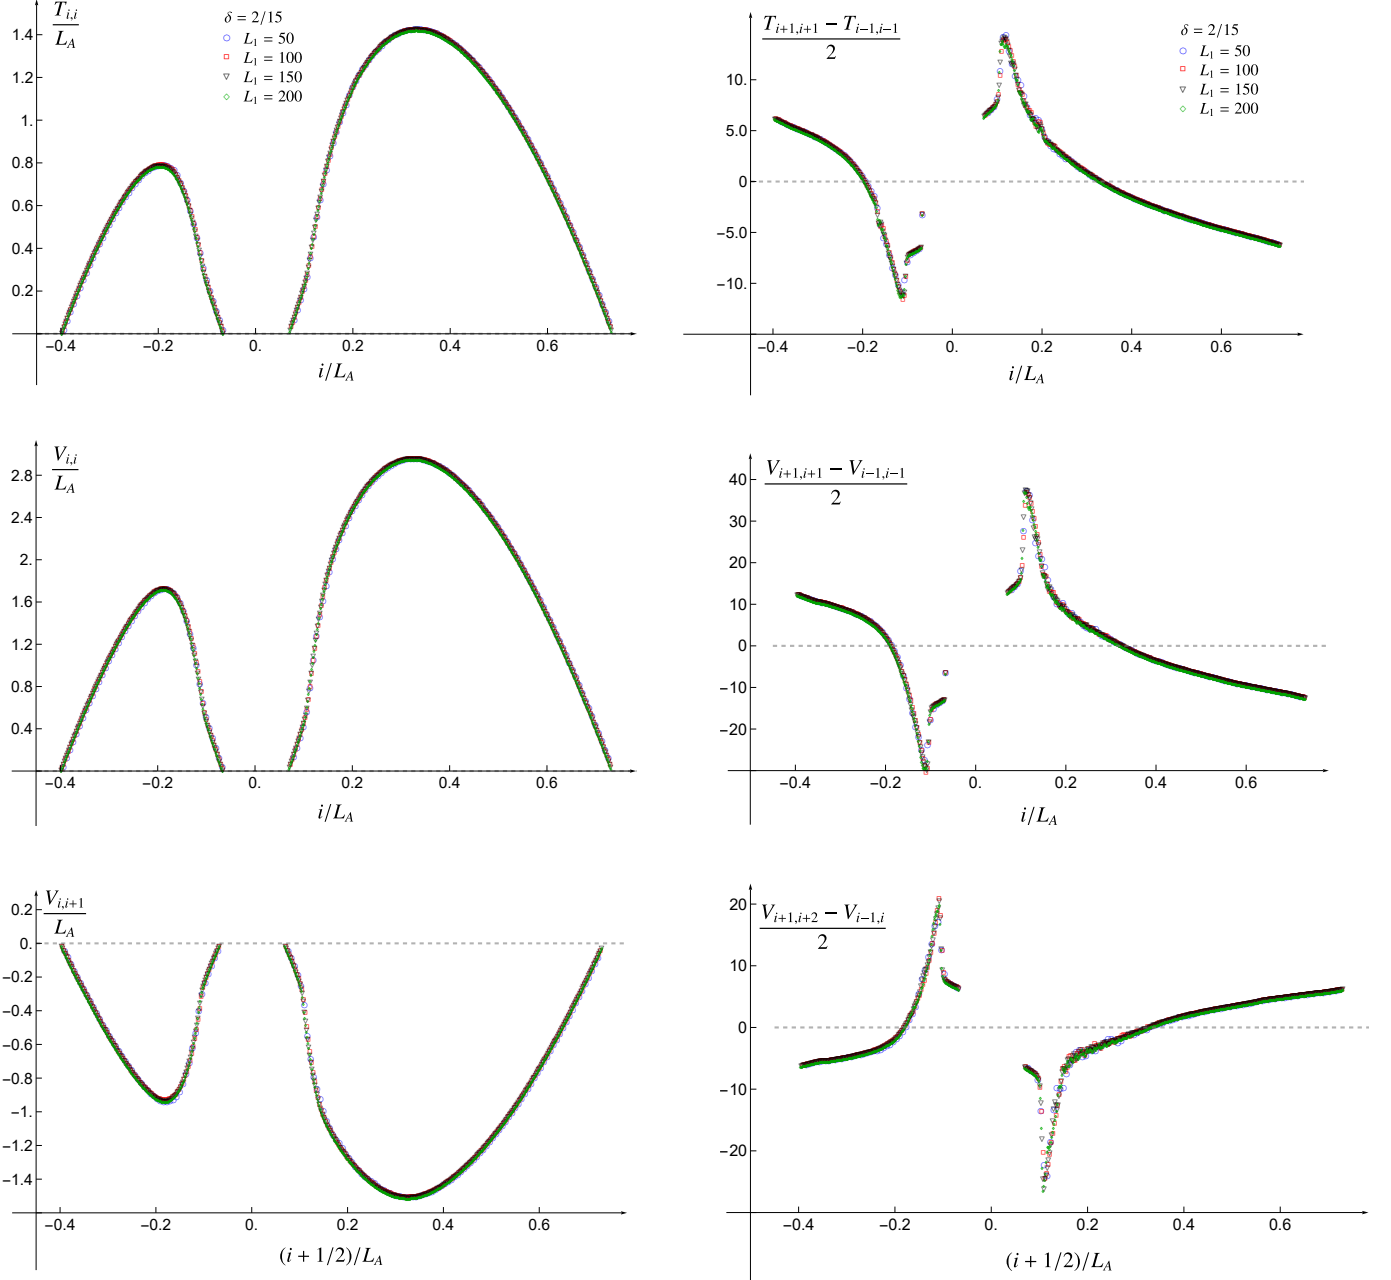 T_{i,i}
L_A
δ = 2/15
L_1 = 50
L_1 = 100
L_1 = 150
L_1 = 200
1.4
1.2
1.
0.8
0.6
0.4
0.2
−0.4 −0.2 0. 0.2 0.4 0.6
i/L_A
T_{i+1,i+1} − T_{i−1,i−1}
2
δ = 2/15
L_1 = 50
L_1 = 100
L_1 = 150
L_1 = 200
10.
5.0
0
−5.0
−10.
−0.4 −0.2 0. 0.2 0.4 0.6
i/L_A
V_{i,i}
L_A
2.8
2.4
2.
1.6
1.2
0.8
0.4
−0.4 −0.2 0. 0.2 0.4 0.6
i/L_A
V_{i+1,i+1} − V_{i−1,i−1}
2
40
30
20
10
0
−10
−20
−0.4 −0.2 0. 0.2 0.4 0.6
i/L_A
V_{i,i+1}
L_A
0.2
0.
−0.2
−0.4
−0.6
−0.8
−1.
−1.2
−1.4
−0.4 −0.2 0. 0.2 0.4 0.6
(i + 1/2)/L_A
V_{i+1,i+2} − V_{i−1,i}
2
20
10
0
−10
−20
−0.4 −0.2 0. 0.2 0.4 0.6
(i + 1/2)/L_A